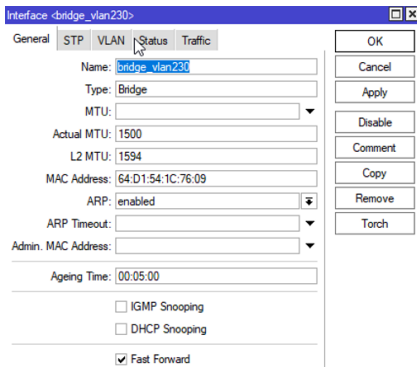 Interface <bridge_vlan230>
General STP VLAN Status Traffic
OK
Name: bridge_vlan230
Cancel
Type: Bridge
Apply
MTU:
Disable
Actual MTU: 1500
Comment
L2 MTU: 1594
Copy
MAC Address: 64:D1:54:1C:76:09
Remove
ARP: enabled
Torch
ARP Timeout:
Admin. MAC Address:
Ageing Time: 00:05:00
IGMP Snooping
DHCP Snooping
Fast Forward